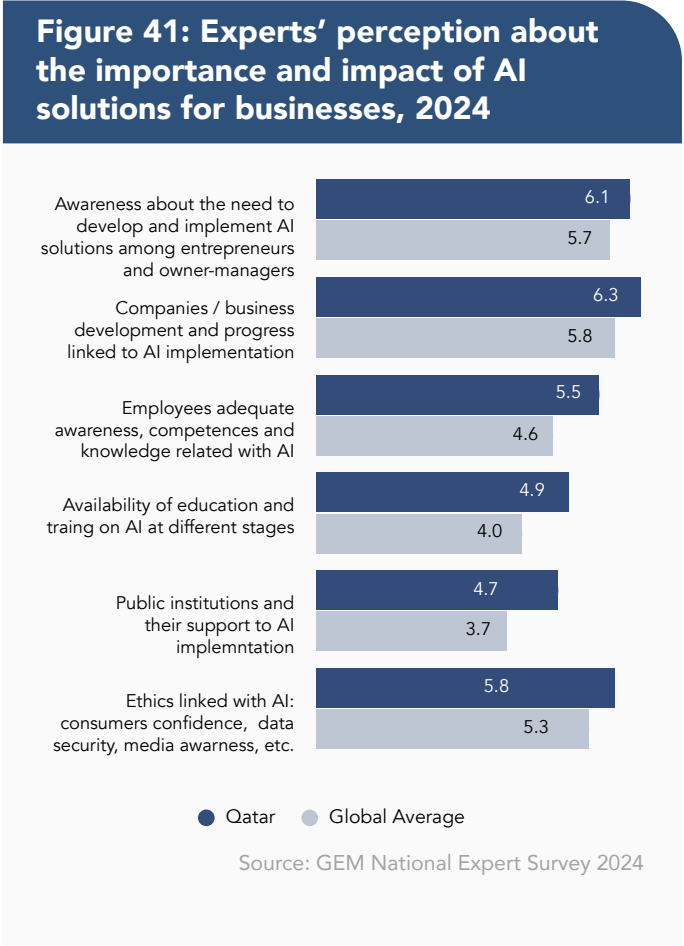 Figure 41: Experts’ perception about
the importance and impact of AI
solutions for businesses, 2024
Awareness about the need to
develop and implement AI
solutions among entrepreneurs
and owner-managers
6.1
5.7
Companies / business
development and progress
linked to AI implementation
6.3
5.8
Employees adequate
awareness, competences and
knowledge related with AI
5.5
4.6
Availability of education and
traing on AI at different stages
4.9
4.0
Public institutions and
their support to AI
implemntation
4.7
3.7
Ethics linked with AI:
consumers confidence, data
security, media awarness, etc.
5.8
5.3
Qatar Global Average
Source: GEM National Expert Survey 2024